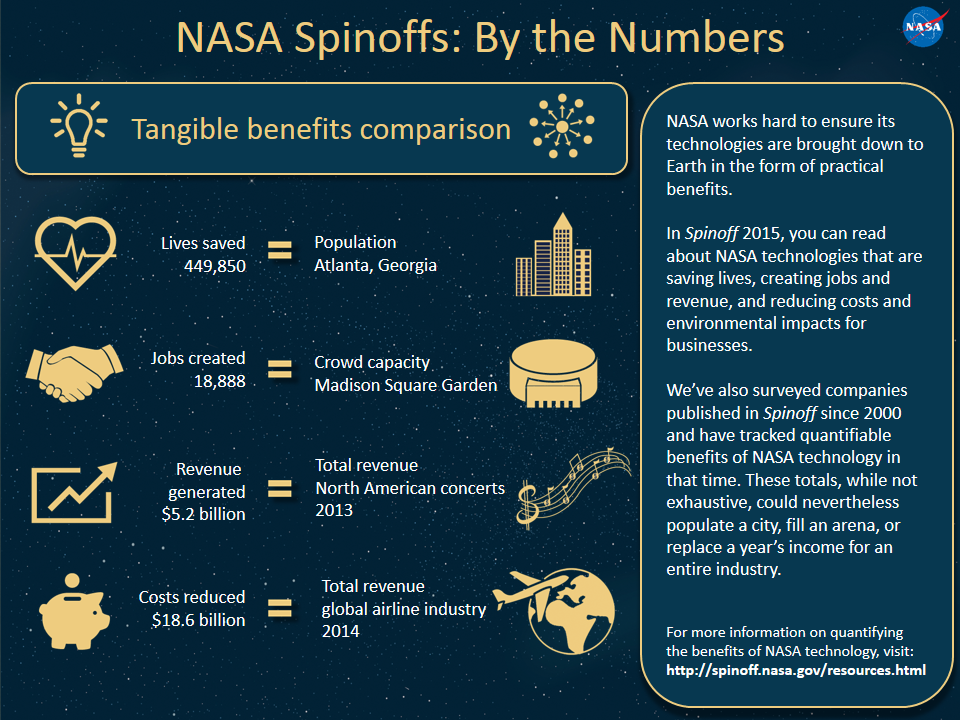 NASA Spinoffs: By the Numbers
NASA
Tangible benefits comparison
Lives saved
449,850
=
Population
Atlanta, Georgia
Jobs created
18,888
=
Crowd capacity
Madison Square Garden
Revenue
generated
$5.2 billion
=
Total revenue
North American concerts
2013
Costs reduced
$18.6 billion
=
Total revenue
global airline industry
2014
NASA works hard to ensure its
technologies are brought down to
Earth in the form of practical
benefits.
In Spinoff 2015, you can read
about NASA technologies that are
saving lives, creating jobs and
revenue, and reducing costs and
environmental impacts for
businesses.
We've also surveyed companies
published in Spinoff since 2000
and have tracked quantifiable
benefits of NASA technology in
that time. These totals, while not
exhaustive, could nevertheless
populate a city, fill an arena, or
replace a year's income for an
entire industry.
For more information on quantifying
the benefits of NASA technology, visit:
http://spinoff.nasa.gov/resources.html